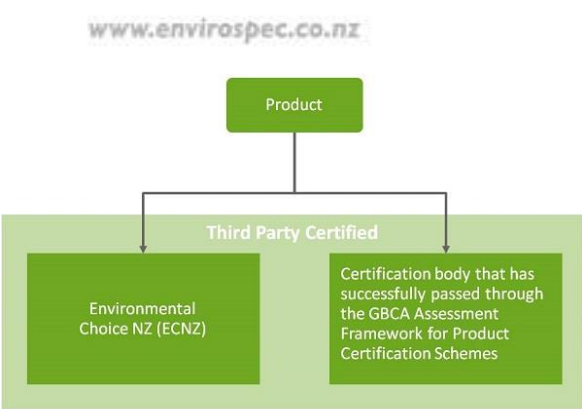 www.envirospec.co.nz
Product
Third Party Certified
Environmental
Choice NZ (ECNZ)
Certification body that has
successfully passed through
the GBCA Assessment
Framework for Product
Certification Schemes